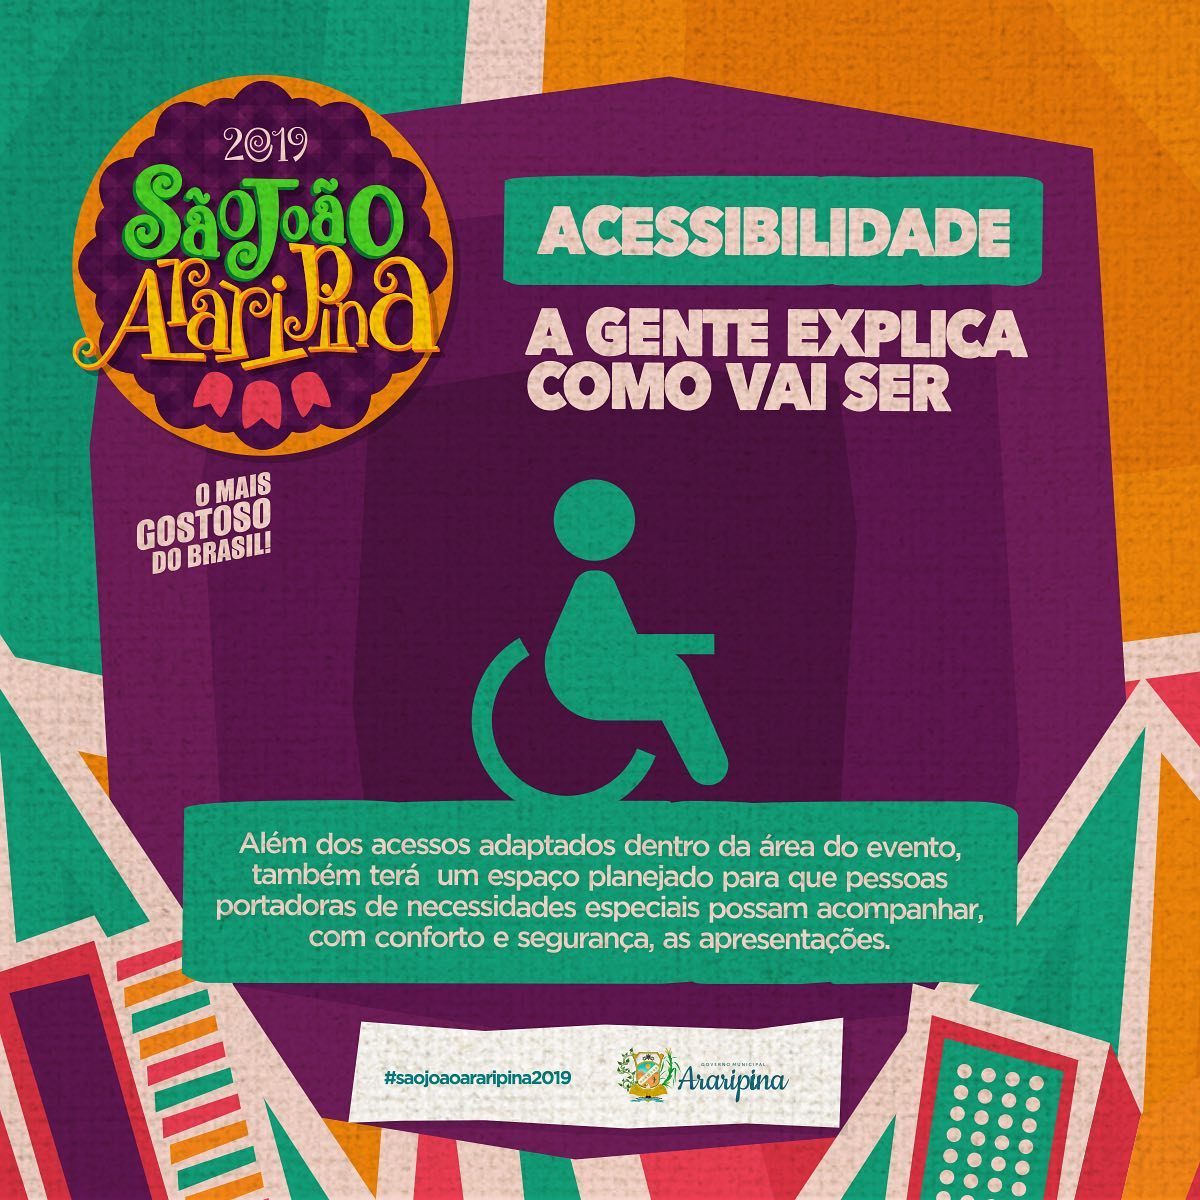 2019
São João
Araripina
O MAIS
GOSTOSO
DO BRASIL!
ACESSIBILIDADE
A GENTE EXPLICA
COMO VAI SER
Além dos acessos adaptados dentro da área do evento,
também terá um espaço planejado para que pessoas
portadoras de necessidades especiais possam acompanhar,
com conforto e segurança, as apresentações.
#saojoaoararipina2019
GOVERNO MUNICIPAL
Araripina